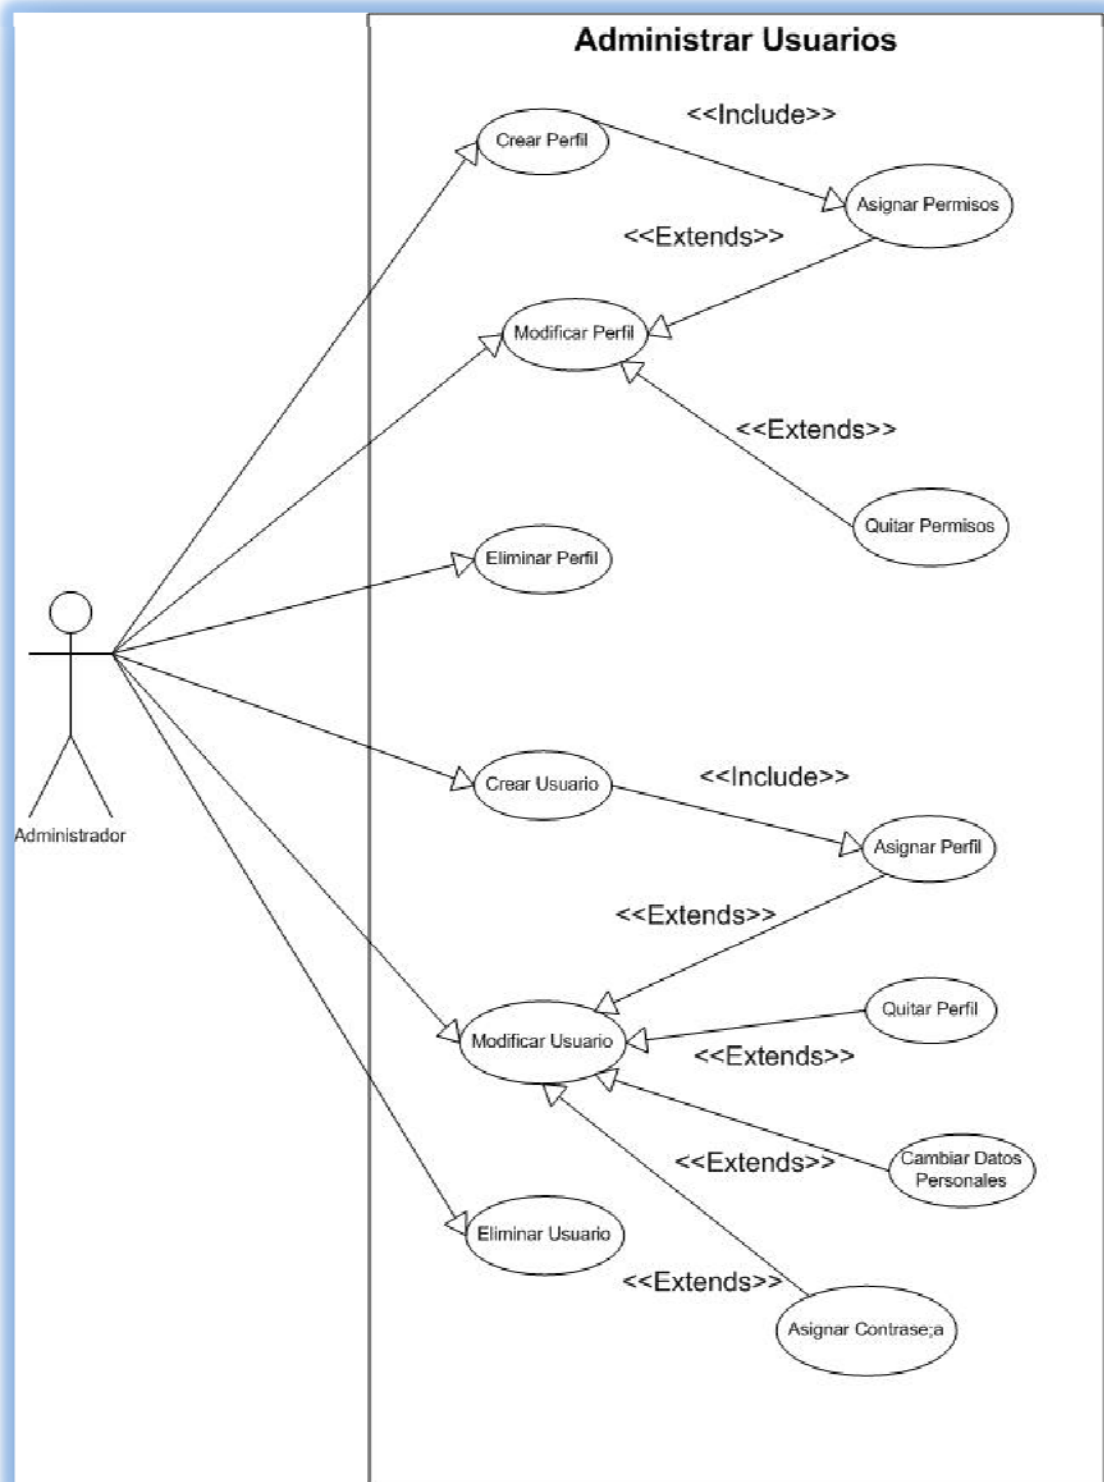 Administrar Usuarios
<<Include>>
Crear Perfil
Asignar Permisos
<<Extends>>
Modificar Perfil
<<Extends>>
Quitar Permisos
Eliminar Perfil
Administrador
<<Include>>
Crear Usuario
Asignar Perfil
<<Extends>>
Quitar Perfil
Modificar Usuario
<<Extends>>
<<Extends>>
Cambiar Datos
Personales
Eliminar Usuario
<<Extends>>
Asignar Contrase;a